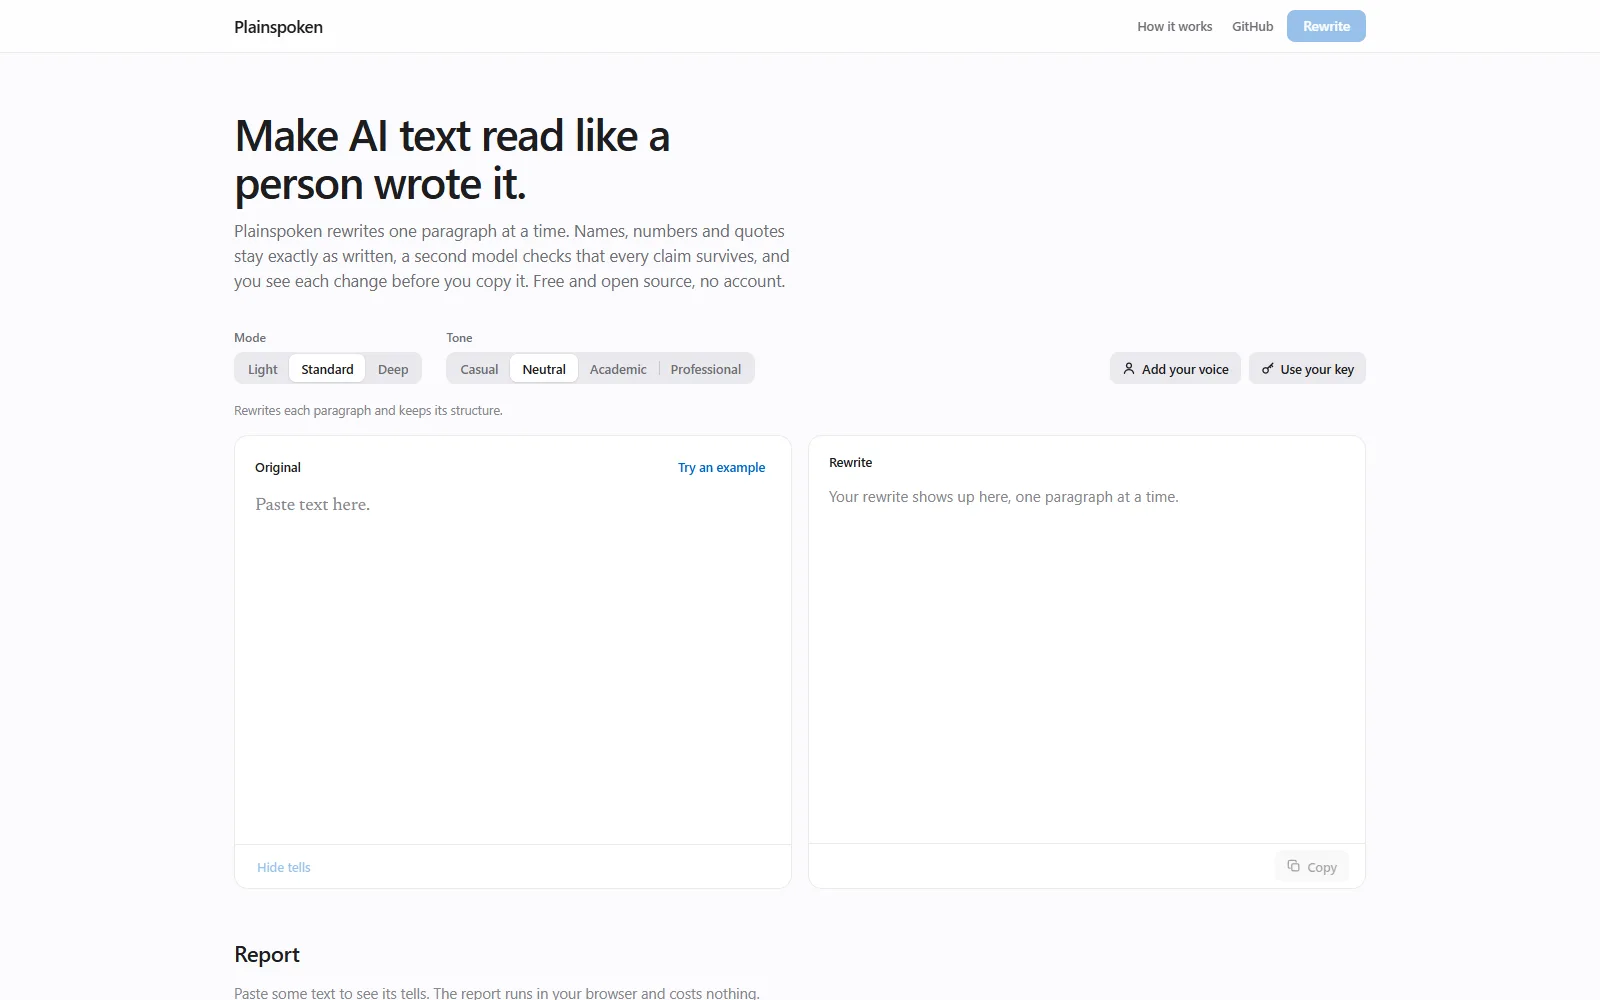 Plainspoken
How it works
GitHub
Rewrite
Make AI text read like a
person wrote it.
Plainspoken rewrites one paragraph at a time. Names, numbers and quotes
stay exactly as written, a second model checks that every claim survives, and
you see each change before you copy it. Free and open source, no account.
Mode
Tone
Light
Standard
Deep
Casual
Neutral
Academic
Professional
Add your voice
Use your key
Rewrites each paragraph and keeps its structure.
Original
Try an example
Paste text here.
Hide tells
Rewrite
Your rewrite shows up here, one paragraph at a time.
Copy
Report
Paste some text to see its tells. The report runs in your browser and costs nothing.